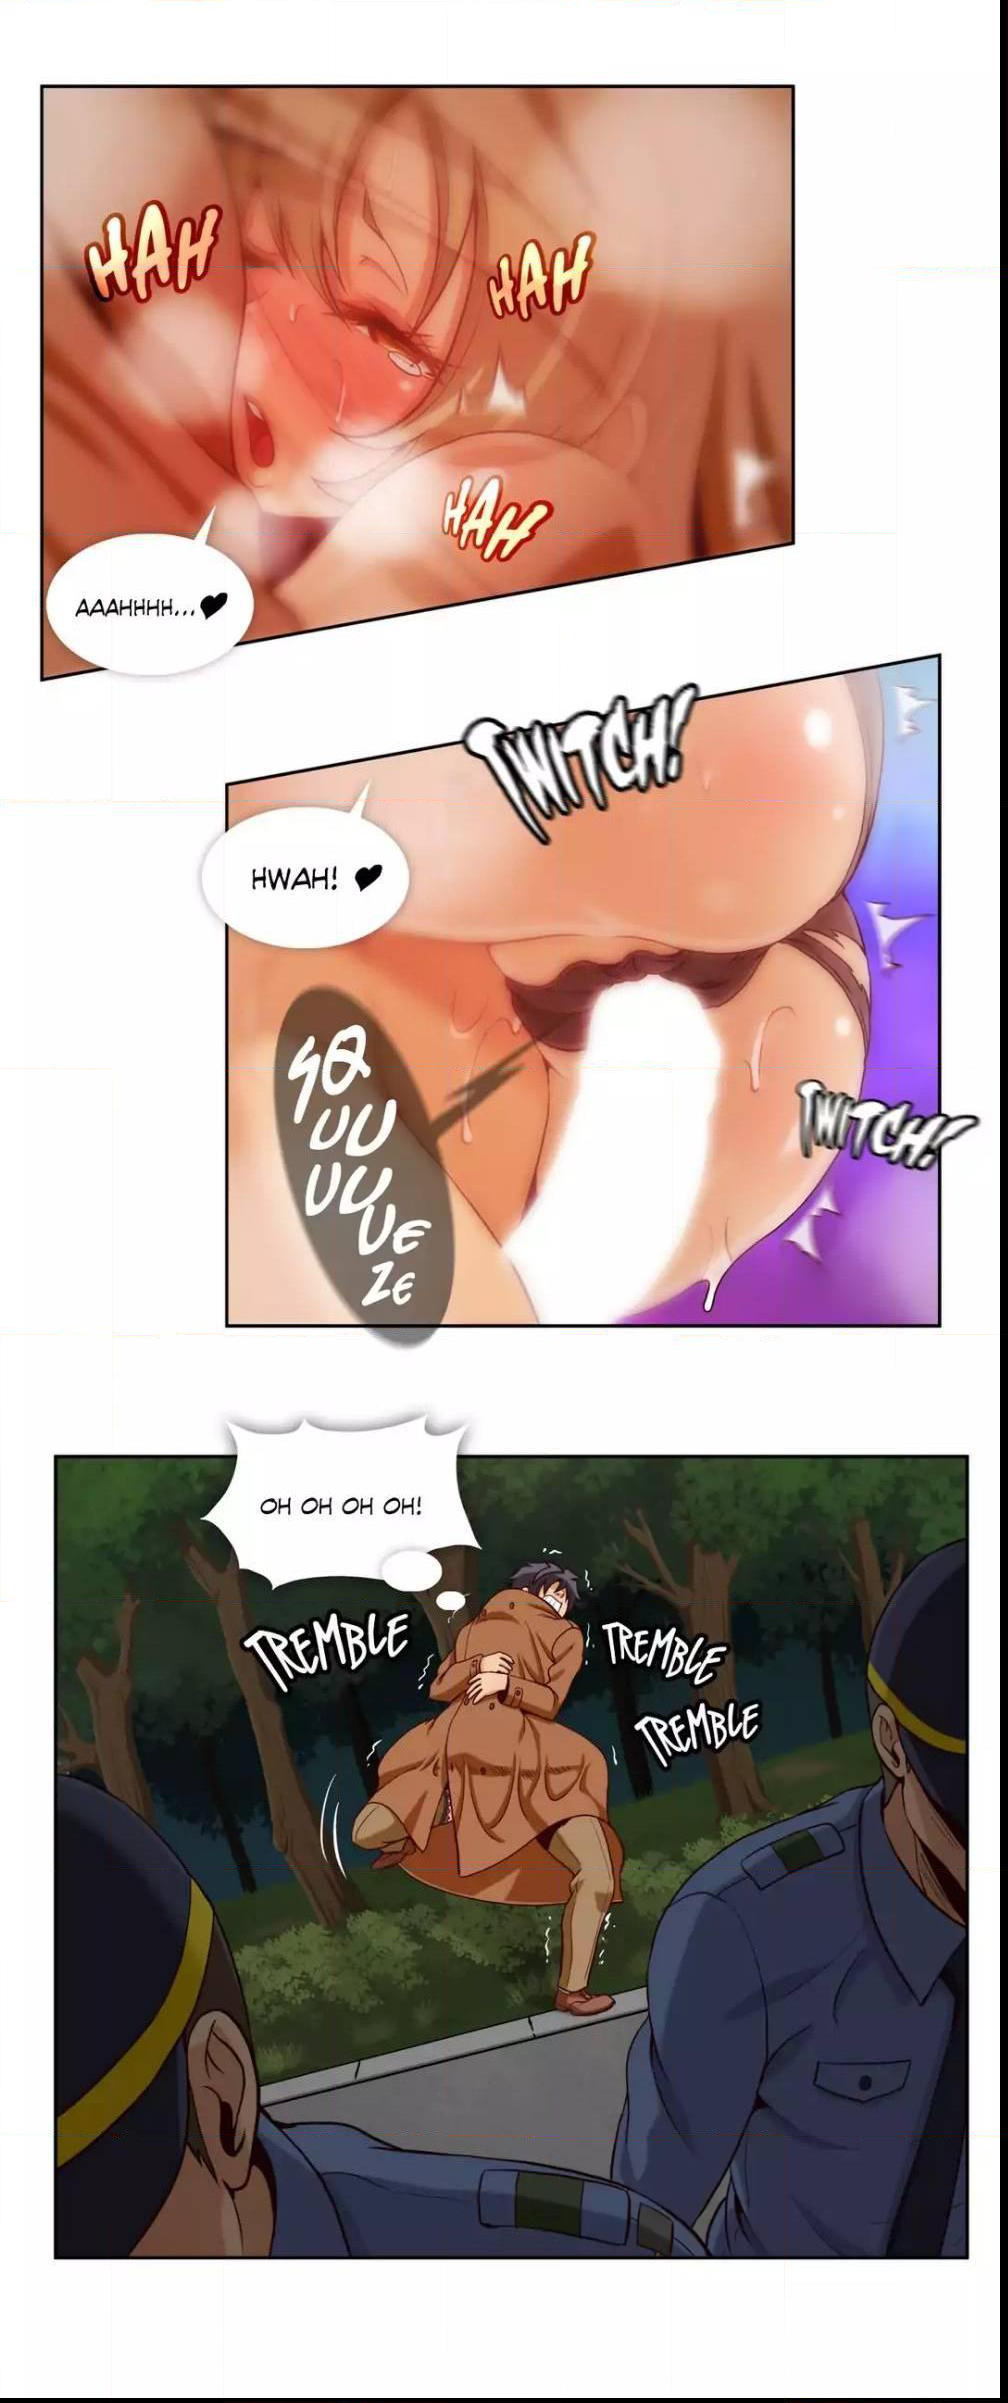 HAH
HAH
HAH
AAAHHHH...♥
TWITCH!
HWAH! ♥
SQ
UU
UU
UE
ZE
TWITCH!
OH OH OH OH!
TREMBLE
TREMBLE
TREMBLE